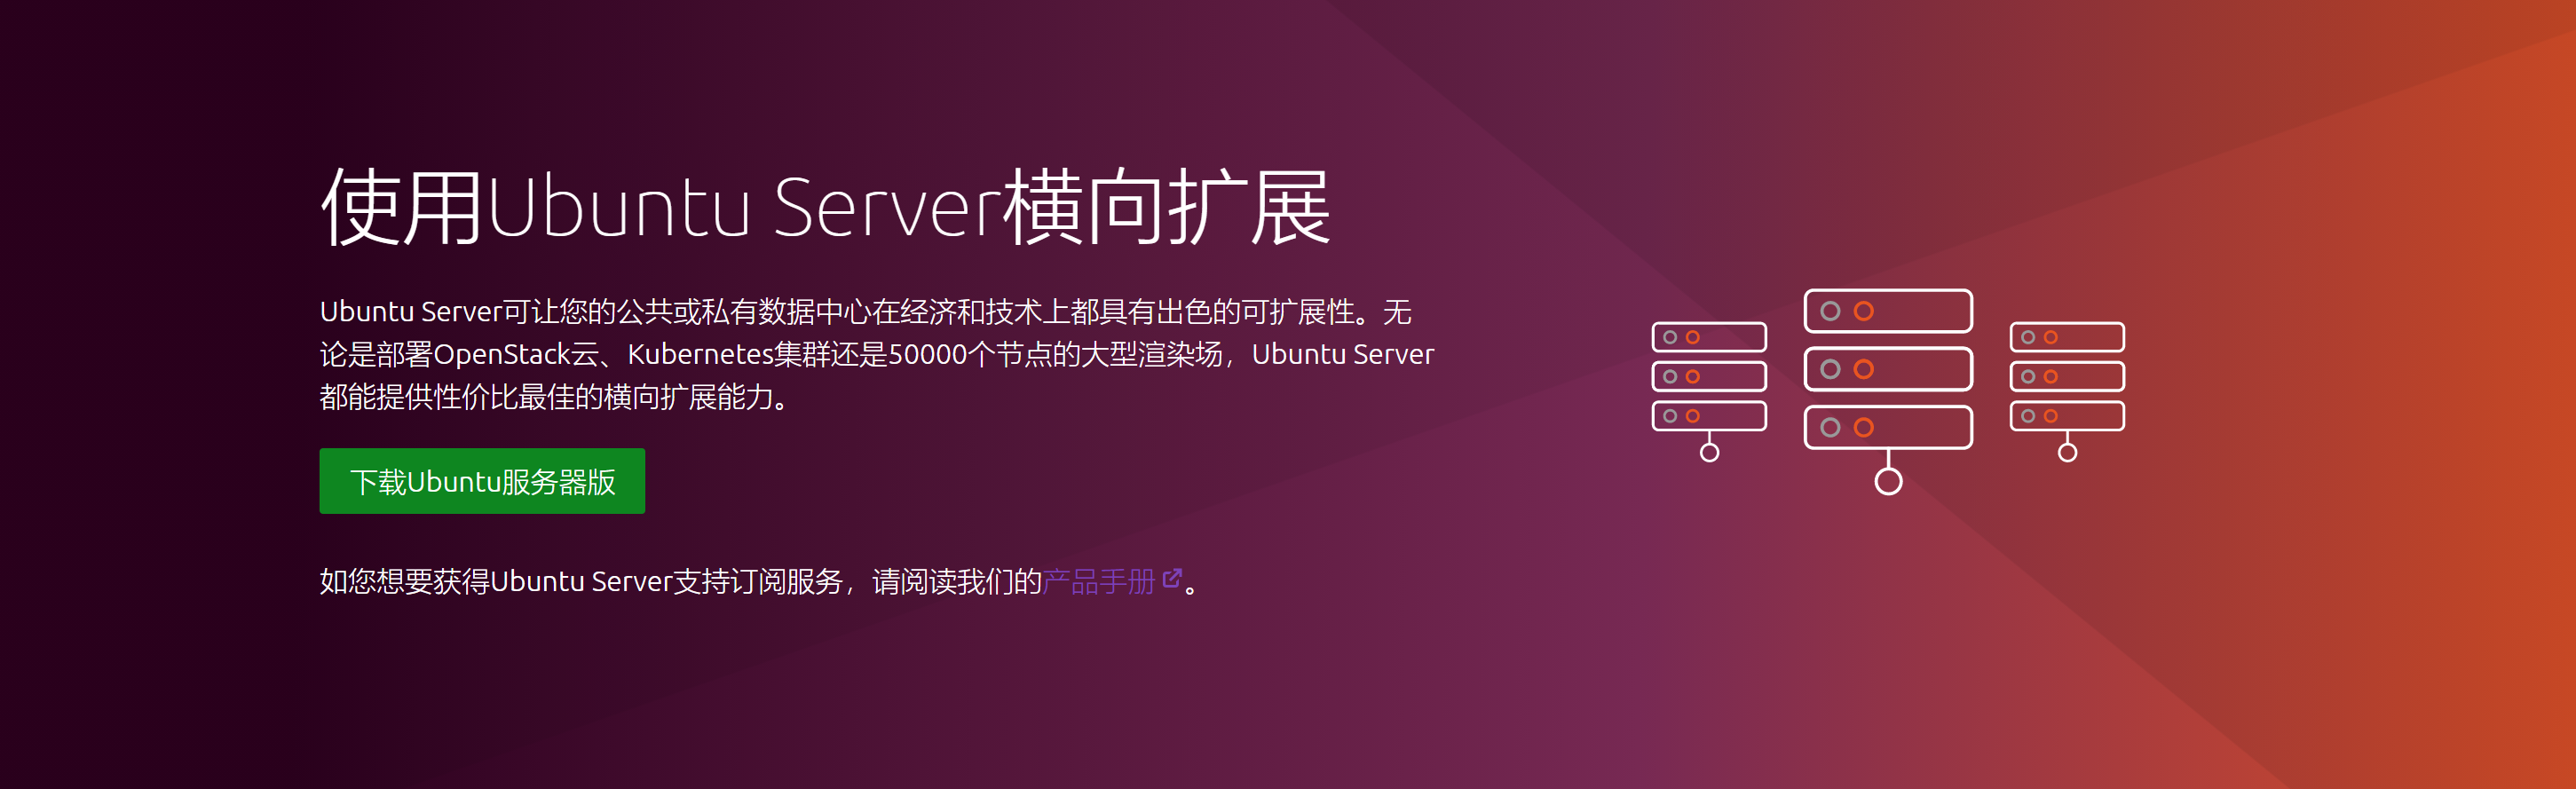 使用Ubuntu Server横向扩展
Ubuntu Server可让您的公共或私有数据中心在经济和技术上都具有出色的可扩展性。无
论是部署OpenStack云、Kubernetes集群还是50000个节点的大型渲染场，Ubuntu Server
都能提供性价比最佳的横向扩展能力。
下载Ubuntu服务器版
如您想要获得Ubuntu Server支持订阅服务，请阅读我们的产品手册。